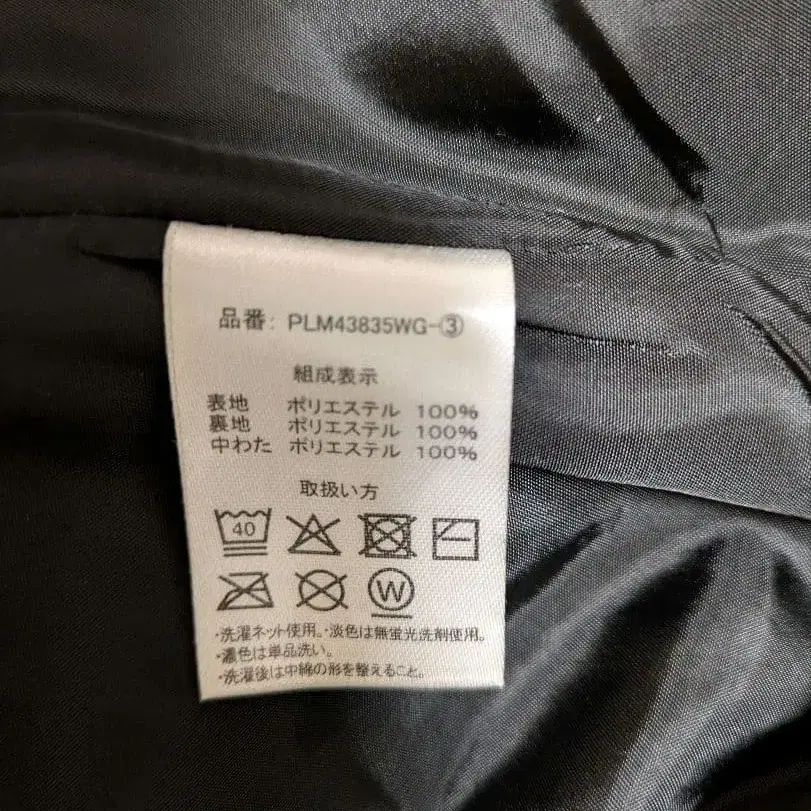 品番: PLM43835WG-③
組成表示
表地 ポリエステル 100%
裏地 ポリエステル 100%
中わた ポリエステル 100%
取扱い方
40
W
・洗濯ネット使用。・淡色は無蛍光洗剤使用。
・濃色は単品洗い。
・洗濯後は中綿の形を整えること。